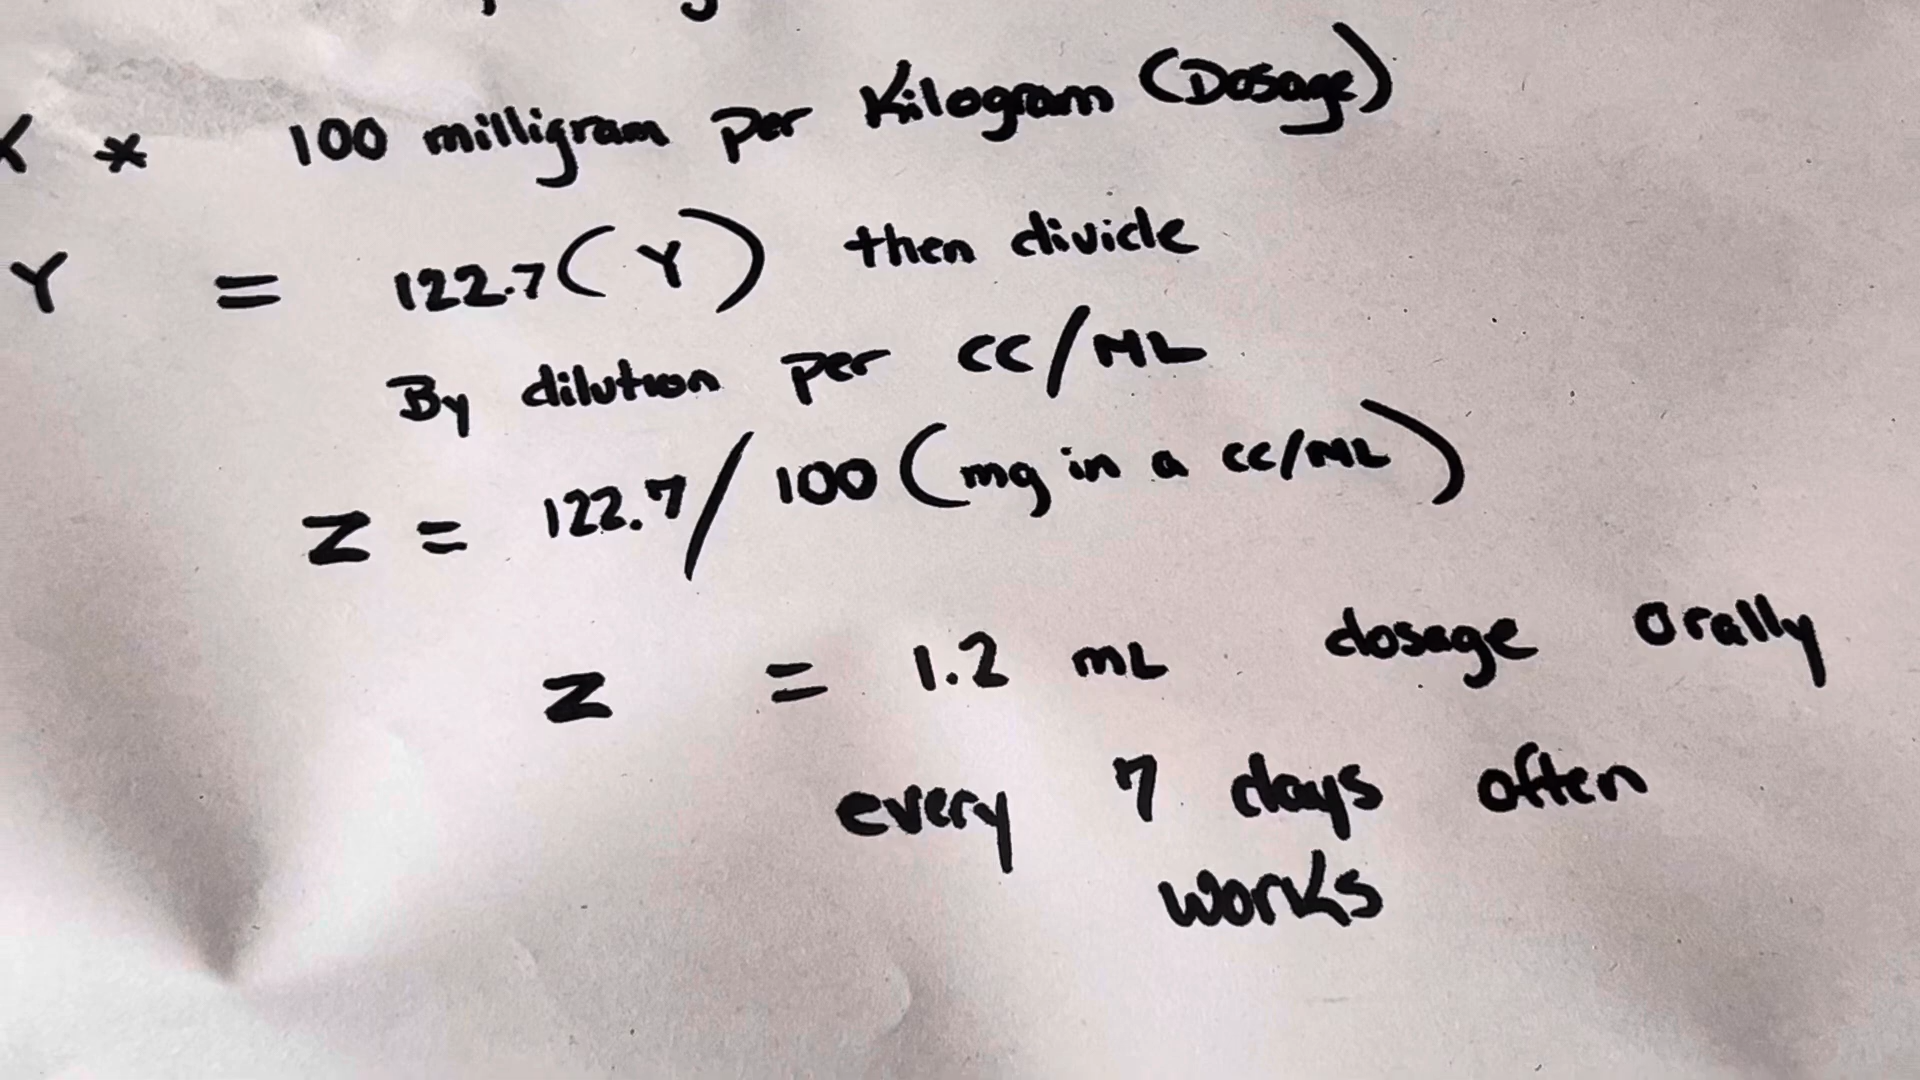 X * 100 milligram per Kilogram (Dosage)
Y = 122.7 (Y) then divide
By dilution per cc/ML
Z = 122.7/100 (mg in a cc/ML)
Z = 1.2 mL dosage orally
every 7 days often
works